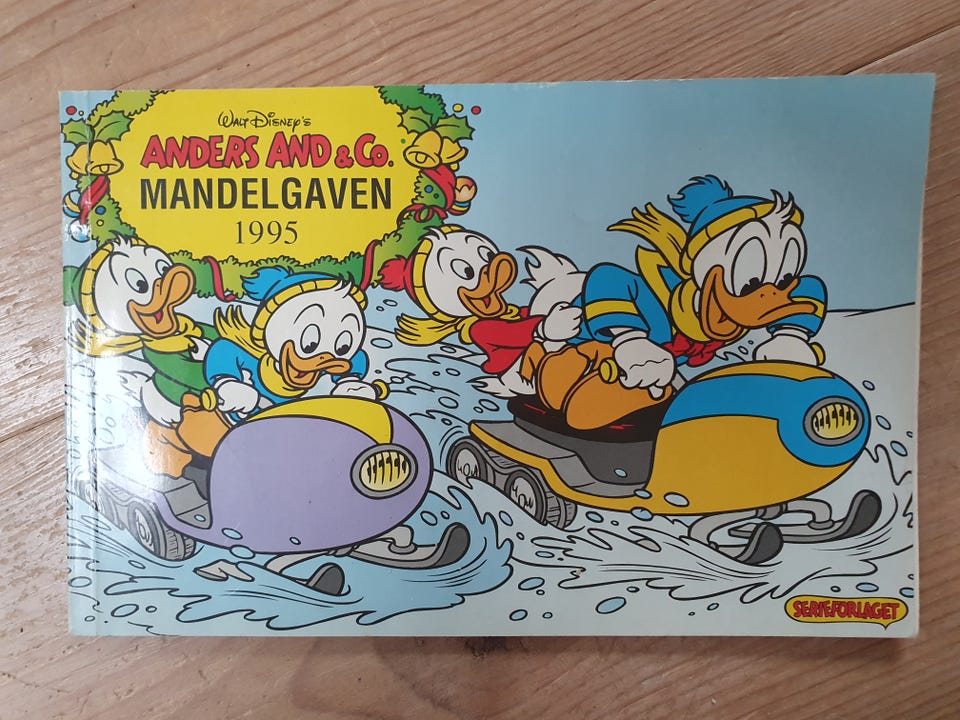 Walt Disney's
ANDERS AND & Co.
MANDELGAVEN
1995
SERIEFORLAGET